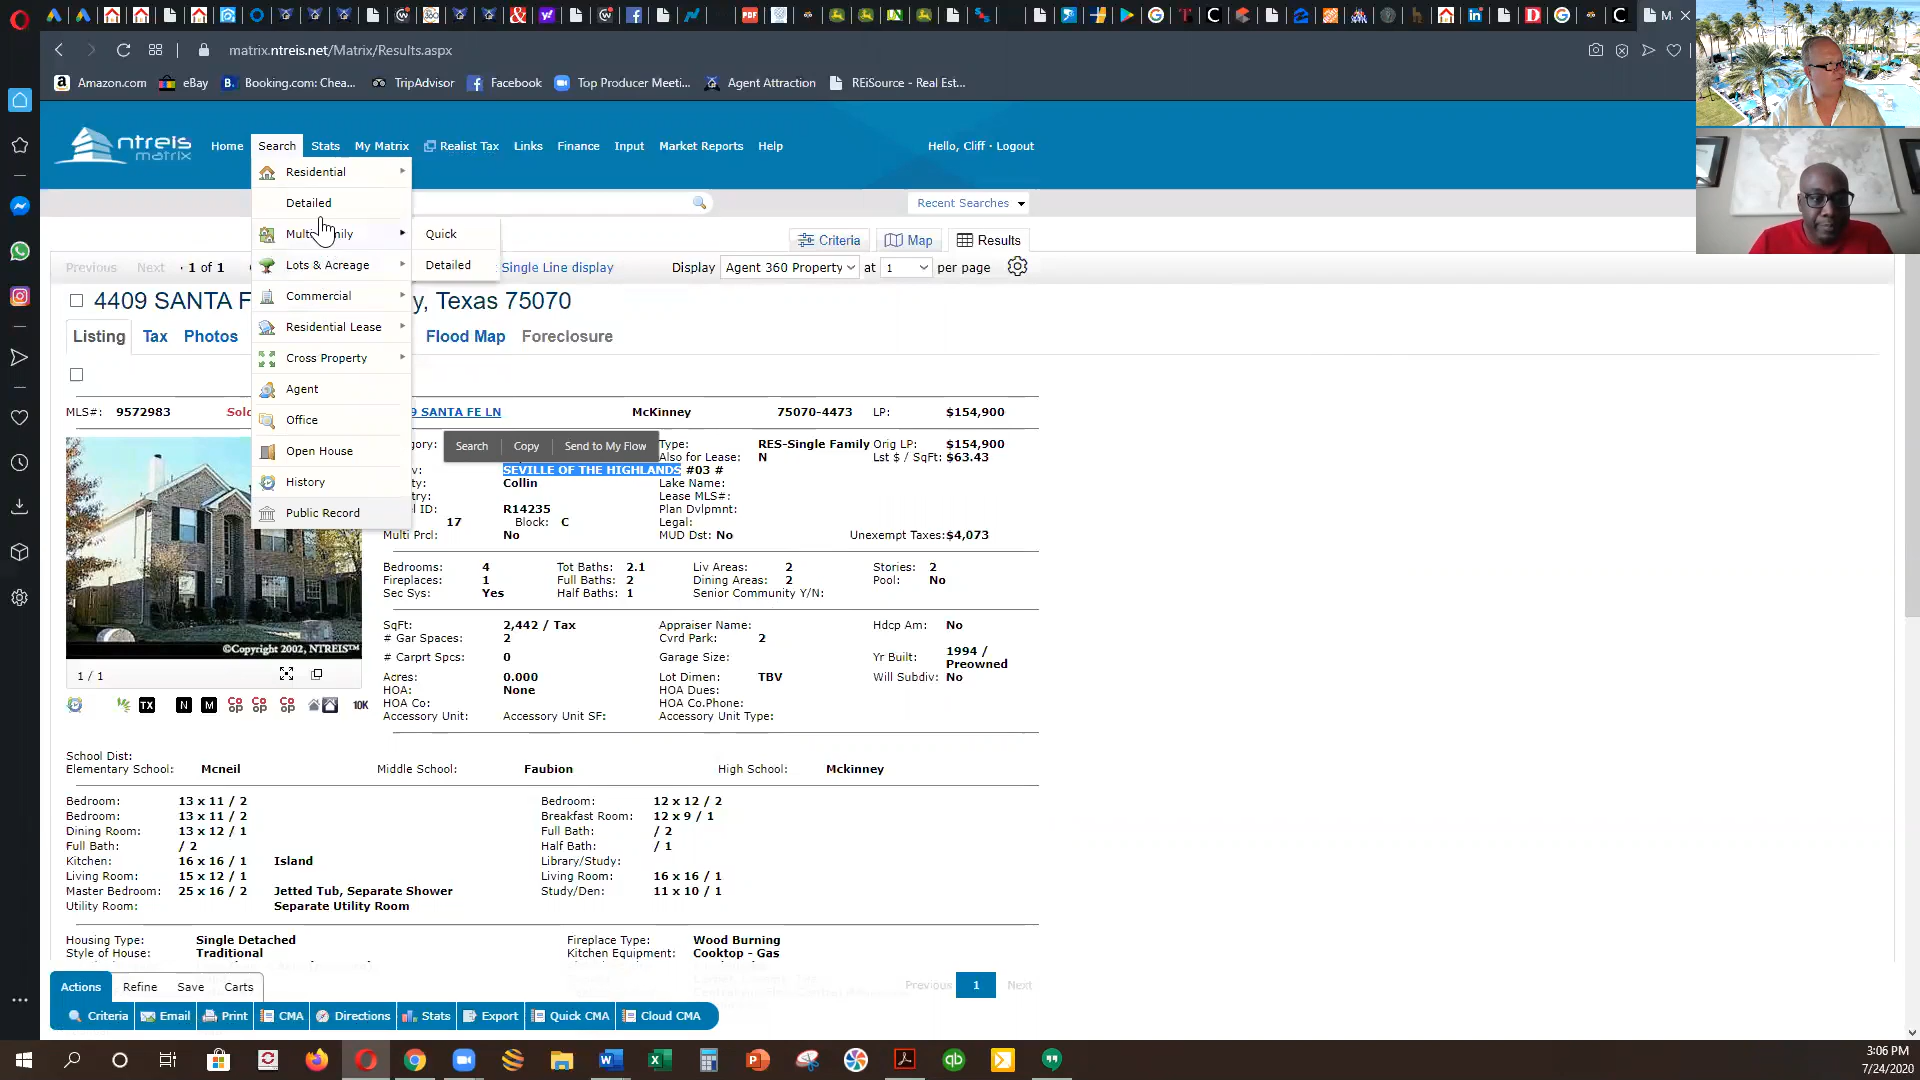 M
matrix.ntreis.net/Matrix/Results.aspx
Amazon.com eBay Booking.com: Chea... TripAdvisor Facebook Top Producer Meeti... Agent Attraction REiSource - Real Est...
ntreis matrix
Home Search Stats My Matrix Realist Tax Links Finance Input Market Reports Help Hello, Cliff · Logout
Residential
Detailed
Recent Searches
Quick
Detailed
Lots & Acreage
Commercial
Residential Lease
Cross Property
Agent
Office
Open House
History
Public Record
Criteria Map Results
Previous Next · 1 of 1 Single Line display Display Agent 360 Property at 1 per page
4409 SANTA F y, Texas 75070
Listing Tax Photos Flood Map Foreclosure
MLS#: 9572983 Sol 9 SANTA FE LN McKinney 75070-4473 LP: $154,900
Search Copy Send to My Flow
gory: Type: RES-Single Family Orig LP: $154,900
Also for Lease: N Lst $ / SqFt: $63.43
SEVILLE OF THE HIGHLANDS #03 #
Collin Lake Name:
Lease MLS#:
R14235 Plan Dvlpmnt:
17 Block: C Legal:
Multi Prcl: No MUD Dst: No Unexempt Taxes: $4,073
Bedrooms: 4 Tot Baths: 2.1 Liv Areas: 2 Stories: 2
Fireplaces: 1 Full Baths: 2 Dining Areas: 2 Pool: No
Sec Sys: Yes Half Baths: 1 Senior Community Y/N:
SqFt: 2,442 / Tax Appraiser Name: Hdcp Am: No
# Gar Spaces: 2 Cvrd Park: 2
# Carprt Spcs: 0 Garage Size: Yr Built: 1994 / Preowned
Acres: 0.000 Lot Dimen: TBV Will Subdiv: No
HOA: None HOA Dues:
HOA Co: HOA Co.Phone:
Accessory Unit: Accessory Unit SF: Accessory Unit Type:
©Copyright 2002, NTREIS™
1 / 1
TX N M Co op Co op Co op 10K
School Dist:
Elementary School: Mcneil Middle School: Faubion High School: Mckinney
Bedroom: 13 x 11 / 2 Bedroom: 12 x 12 / 2
Bedroom: 13 x 11 / 2 Breakfast Room: 12 x 9 / 1
Dining Room: 13 x 12 / 1 Full Bath: / 2
Full Bath: / 2 Half Bath: / 1
Kitchen: 16 x 16 / 1 Island Library/Study:
Living Room: 15 x 12 / 1 Living Room: 16 x 16 / 1
Master Bedroom: 25 x 16 / 2 Jetted Tub, Separate Shower Study/Den: 11 x 10 / 1
Utility Room: Separate Utility Room
Housing Type: Single Detached Fireplace Type: Wood Burning
Style of House: Traditional Kitchen Equipment: Cooktop - Gas
Actions Refine Save Carts Previous 1 Next
Criteria Email Print CMA Directions Stats Export Quick CMA Cloud CMA
3:06 PM
7/24/2020